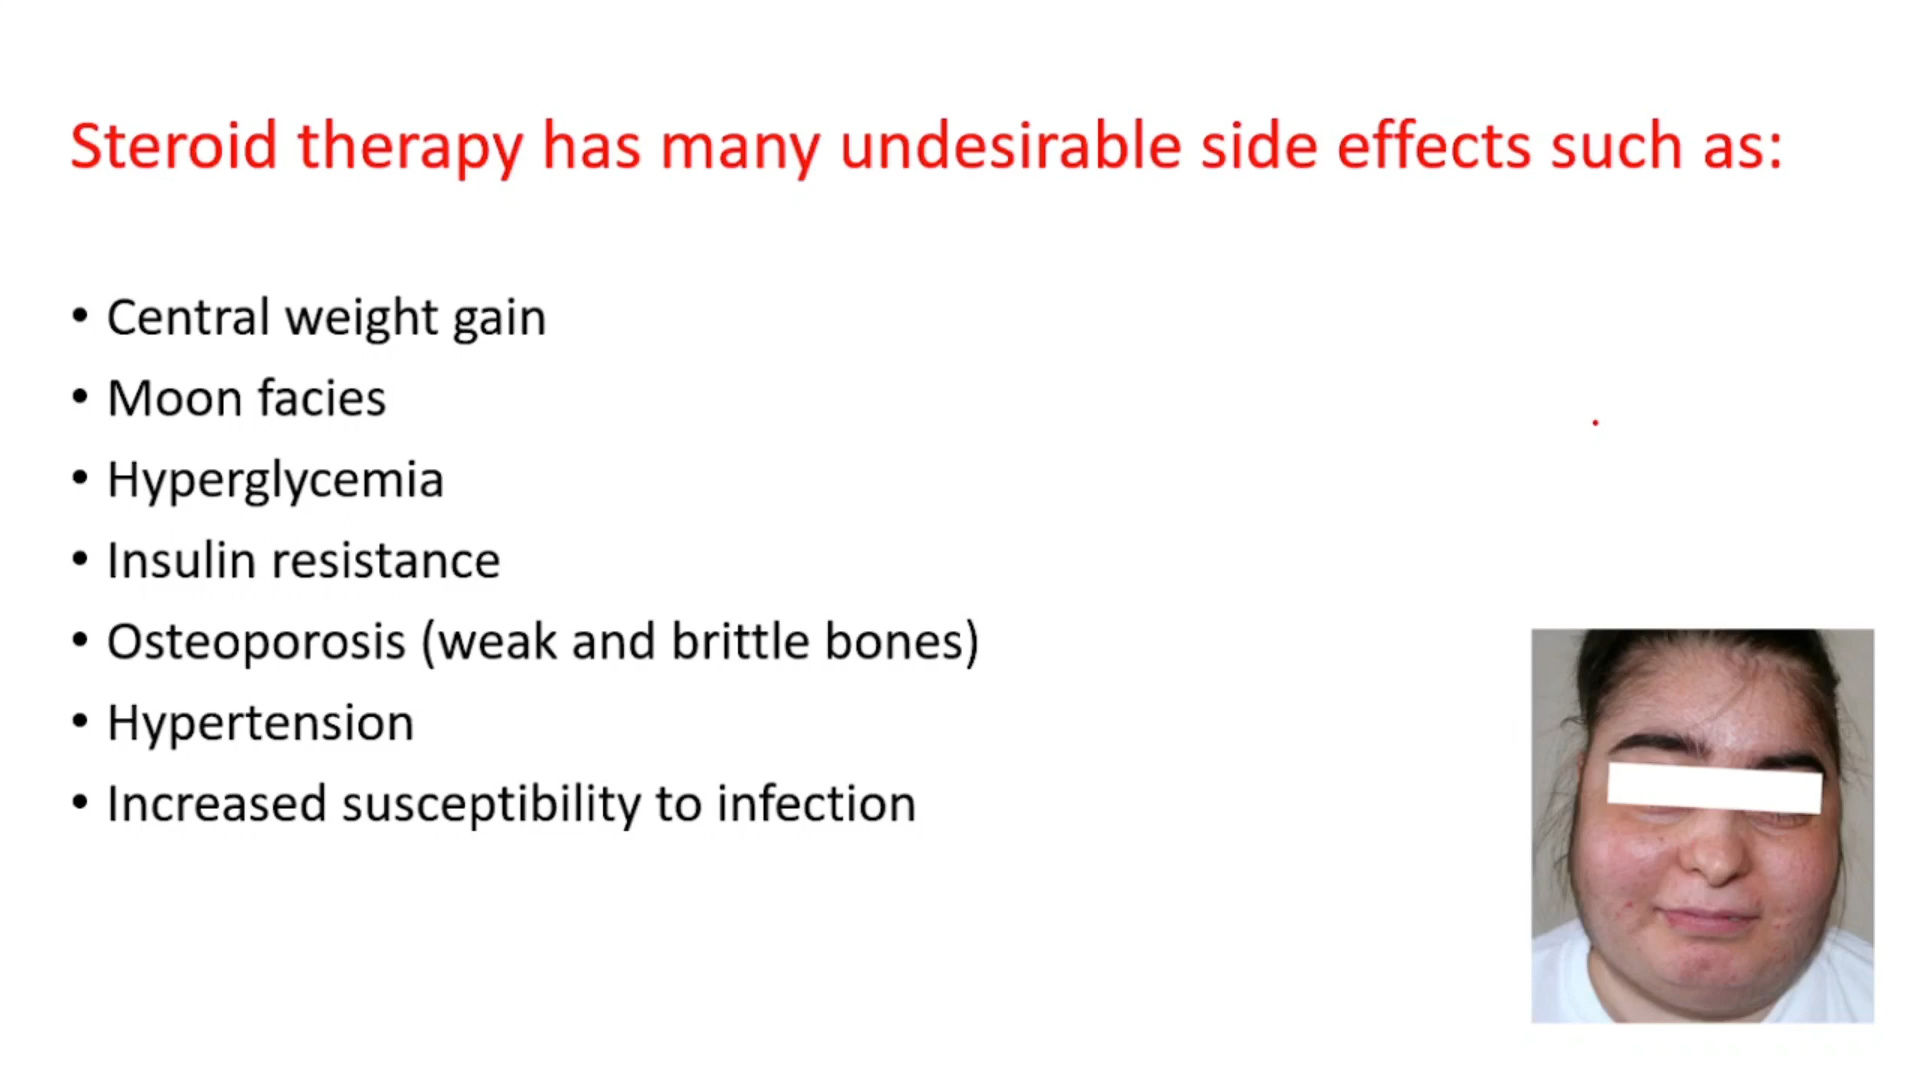 Steroid therapy has many undesirable side effects such as:
• Central weight gain
• Moon facies
• Hyperglycemia
• Insulin resistance
• Osteoporosis (weak and brittle bones)
• Hypertension
• Increased susceptibility to infection